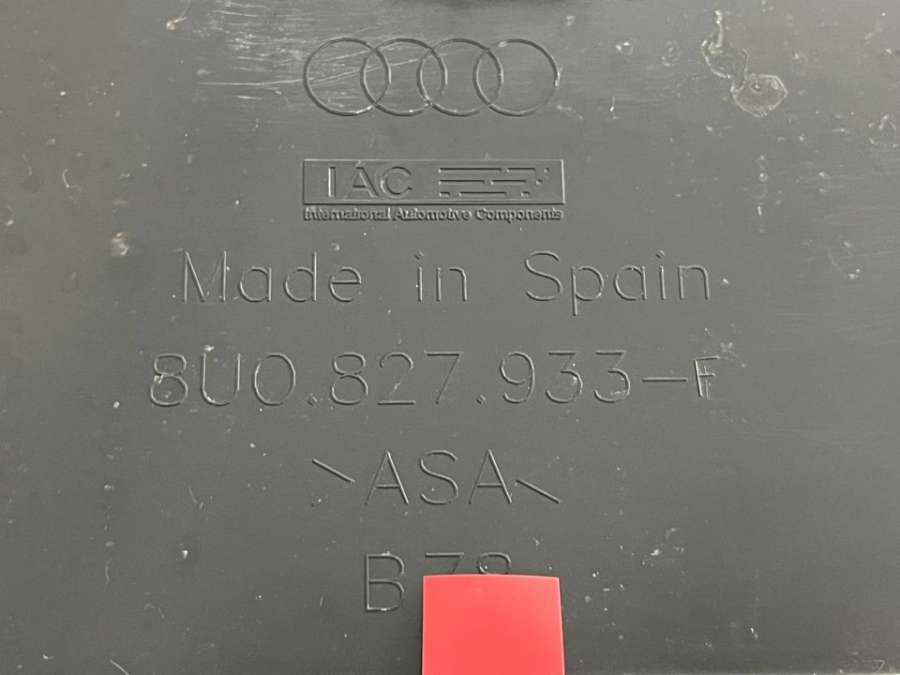 IAC
International Automotive Components
Made in Spain
8U0.827.933-F
>ASA<